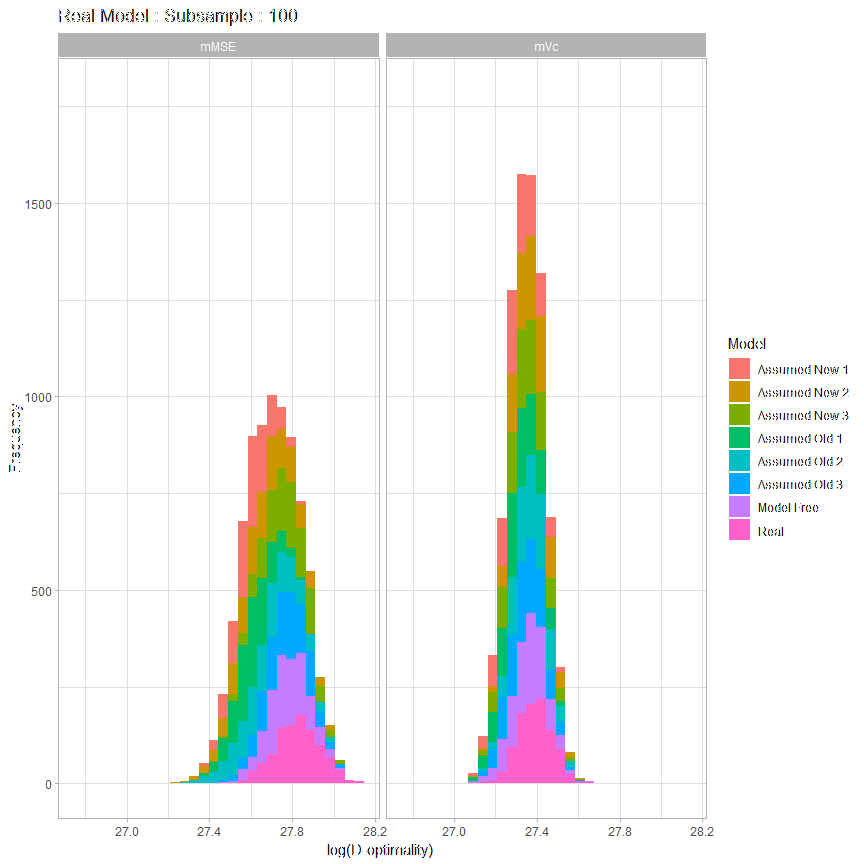 Real Model : Subsample : 100
mMSE
mVc
1500
1000
500
0
Frequency
27.0
27.4
27.8
28.2
27.0
27.4
27.8
28.2
log(D-optimality)
Model
Assumed New 1
Assumed New 2
Assumed New 3
Assumed Old 1
Assumed Old 2
Assumed Old 3
Model Free
Real